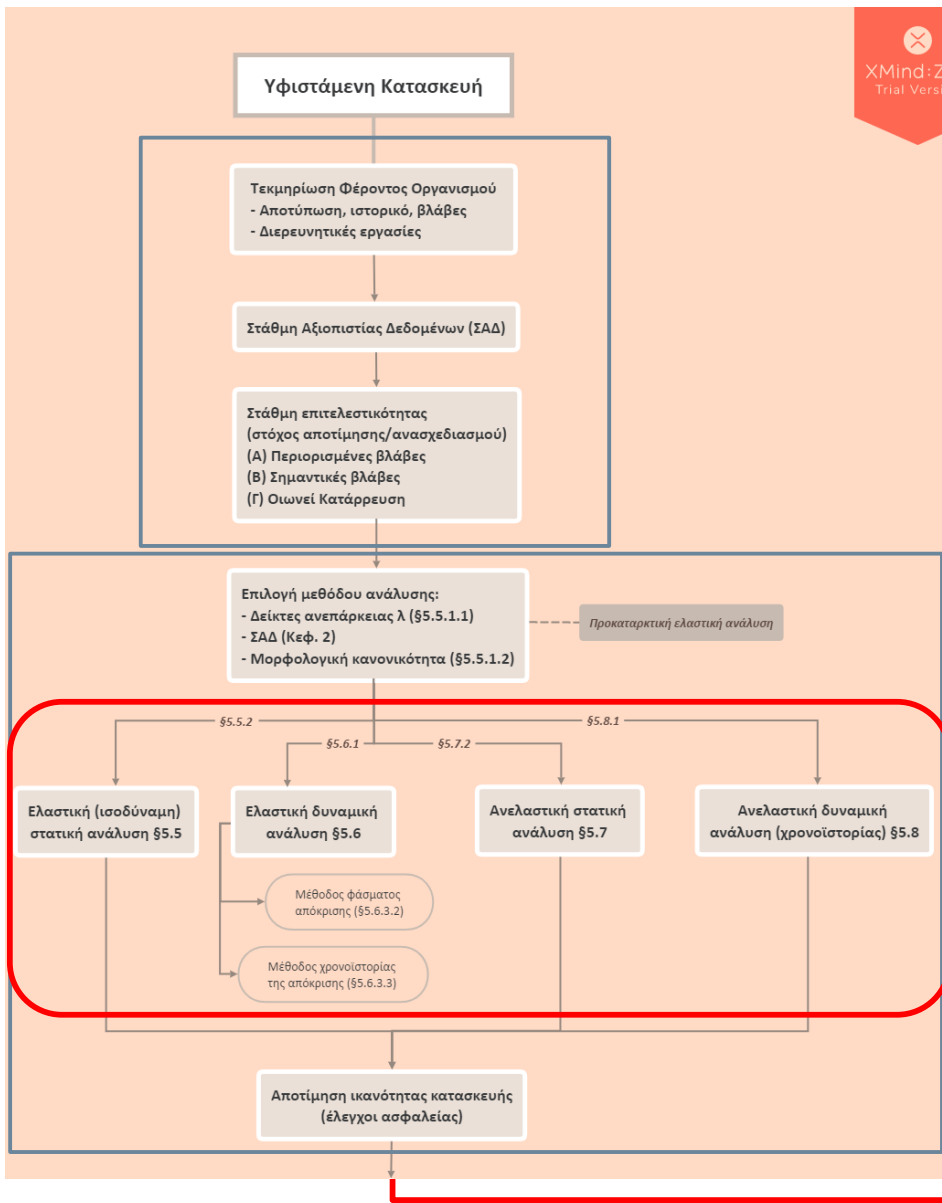 XMind:Z
Trial Versi
Υφιστάμενη Κατασκευή
Τεκμηρίωση Φέροντος Οργανισμού
- Αποτύπωση, ιστορικό, βλάβες
- Διερευνητικές εργασίες
Στάθμη Αξιοπιστίας Δεδομένων (ΣΑΔ)
Στάθμη επιτελεστικότητας
(στόχος αποτίμησης/ανασχεδιασμού)
(Α) Περιορισμένες βλάβες
(Β) Σημαντικές βλάβες
(Γ) Οιωνεί Κατάρρευση
Επιλογή μεθόδου ανάλυσης:
- Δείκτες ανεπάρκειας λ (§5.5.1.1)
- ΣΑΔ (Κεφ. 2)
- Μορφολογική κανονικότητα (§5.5.1.2)
Προκαταρκτική ελαστική ανάλυση
§5.5.2
§5.8.1
§5.6.1
§5.7.2
Ελαστική (ισοδύναμη)
στατική ανάλυση §5.5
Ελαστική δυναμική
ανάλυση §5.6
Ανελαστική στατική
ανάλυση §5.7
Ανελαστική δυναμική
ανάλυση (χρονοϊστορίας) §5.8
Μέθοδος φάσματος
απόκρισης (§5.6.3.2)
Μέθοδος χρονοϊστορίας
της απόκρισης (§5.6.3.3)
Αποτίμηση ικανότητας κατασκευής
(έλεγχοι ασφαλείας)